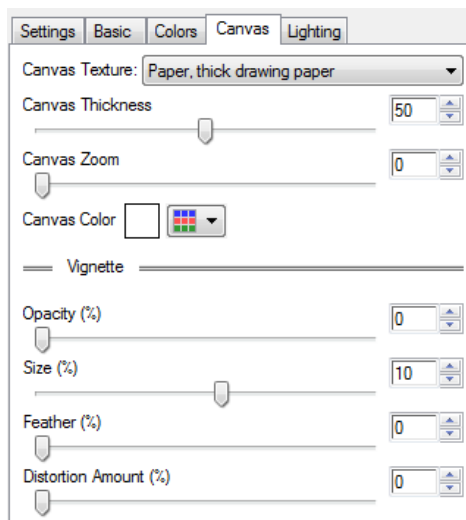 Settings Basic Colors Canvas Lighting
Canvas Texture: Paper, thick drawing paper
Canvas Thickness
50
Canvas Zoom
0
Canvas Color
Vignette
Opacity (%)
0
Size (%)
10
Feather (%)
0
Distortion Amount (%)
0